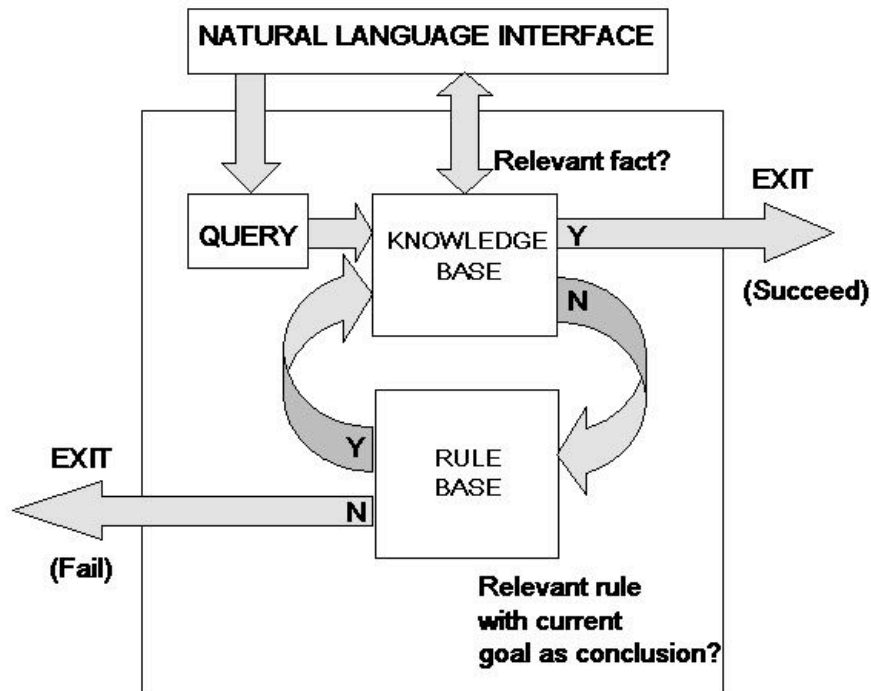 NATURAL LANGUAGE INTERFACE
Relevant fact?
EXIT
QUERY
KNOWLEDGE
BASE
Y
N
(Succeed)
Y
RULE
BASE
EXIT
N
(Fail)
Relevant rule
with current
goal as conclusion?